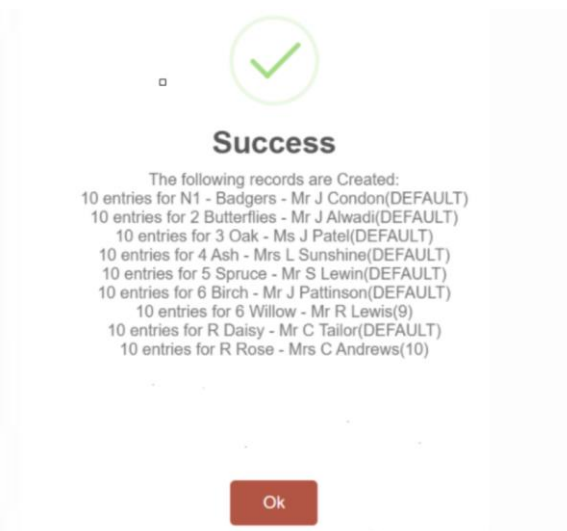 Success
The following records are Created:
10 entries for N1 - Badgers - Mr J Condon(DEFAULT)
10 entries for 2 Butterflies - Mr J Alwadi(DEFAULT)
10 entries for 3 Oak - Ms J Patel(DEFAULT)
10 entries for 4 Ash - Mrs L Sunshine(DEFAULT)
10 entries for 5 Spruce - Mr S Lewin(DEFAULT)
10 entries for 6 Birch - Mr J Pattinson(DEFAULT)
10 entries for 6 Willow - Mr R Lewis(9)
10 entries for R Daisy - Mr C Tailor(DEFAULT)
10 entries for R Rose - Mrs C Andrews(10)
Ok